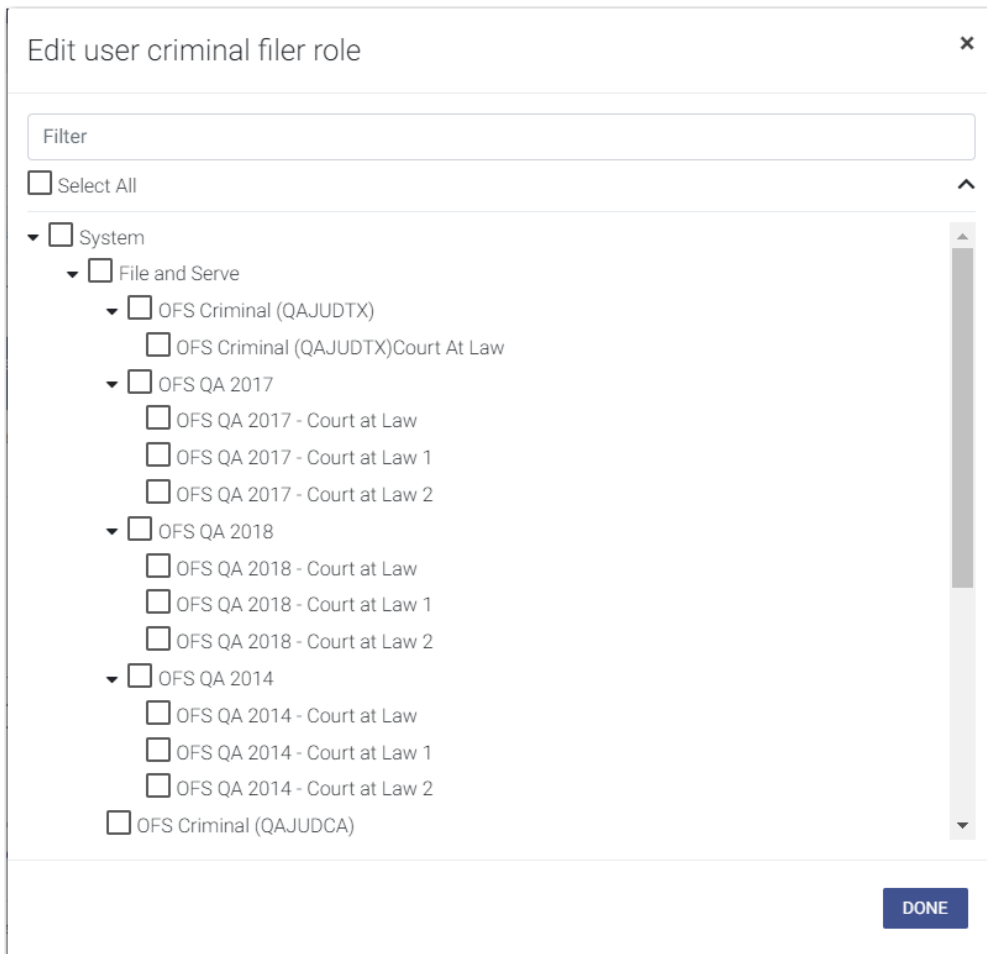 Edit user criminal filer role
×
Filter
Select All
System
File and Serve
OFS Criminal (QAJUDTX)
OFS Criminal (QAJUDTX)Court At Law
OFS QA 2017
OFS QA 2017 - Court at Law
OFS QA 2017 - Court at Law 1
OFS QA 2017 - Court at Law 2
OFS QA 2018
OFS QA 2018 - Court at Law
OFS QA 2018 - Court at Law 1
OFS QA 2018 - Court at Law 2
OFS QA 2014
OFS QA 2014 - Court at Law
OFS QA 2014 - Court at Law 1
OFS QA 2014 - Court at Law 2
OFS Criminal (QAJUDCA)
DONE